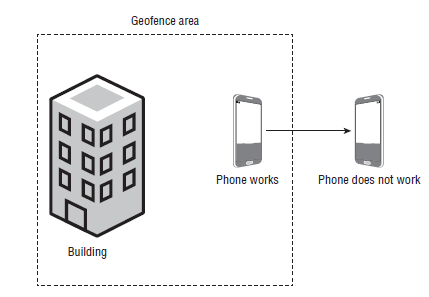 Geofence area
Phone works
Phone does not work
Building